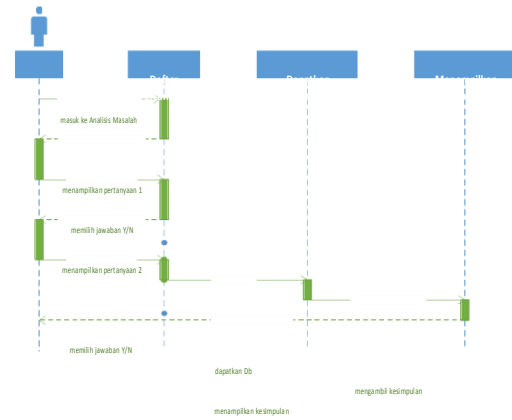 masuk ke Analisis Masalah
menampilkan pertanyaan 1
memilih jawaban Y/N
menampilkan pertanyaan 2
memilih jawaban Y/N
dapatkan Db
mengambil kesimpulan
menampilkan kesimpulan